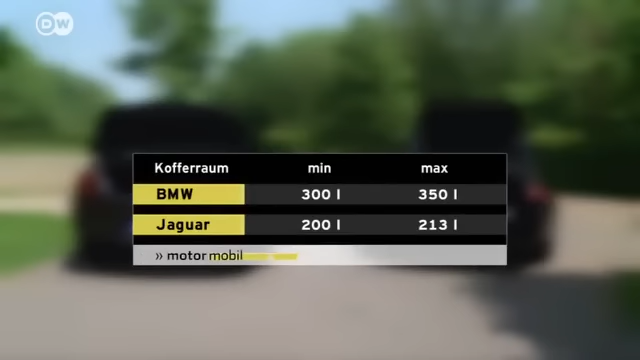 DW
Kofferraum min max
BMW 300 l 350 l
Jaguar 200 l 213 l
» motor mobil